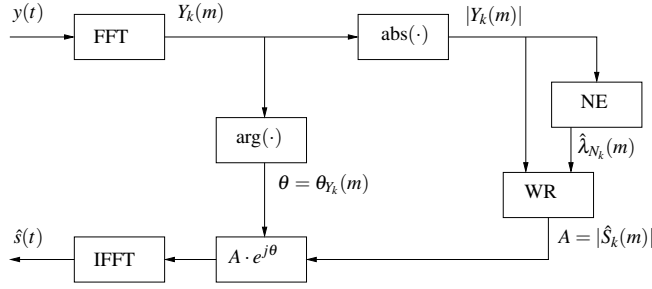 y(t)
Y_k(m)
|Y_k(m)|
FFT
abs(·)
NE
arg(·)
λ̂_{N_k}(m)
θ = θ_{Y_k}(m)
WR
ŝ(t)
A = |Ŝ_k(m)|
IFFT
A · e^{jθ}